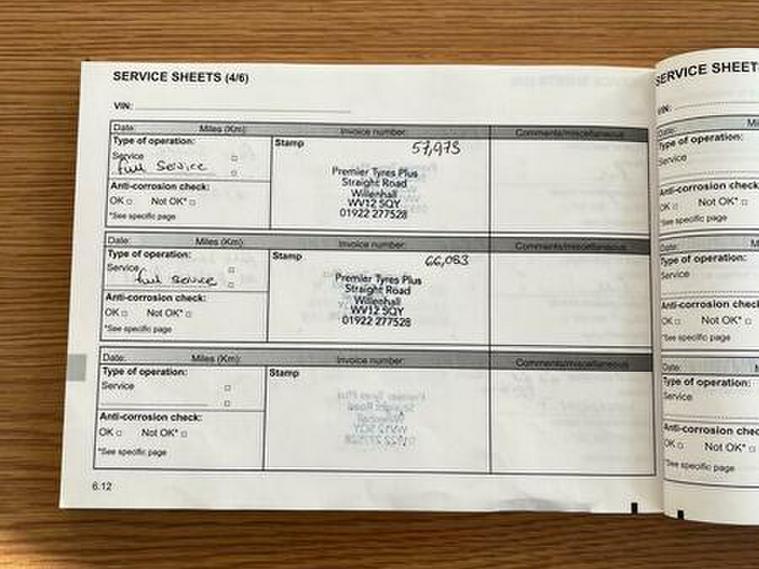 SERVICE SHEETS (4/6)
VIN:
Date: Miles (Km): Invoice number: Comments/miscellaneous
Type of operation: Stamp 57,973
Service
full service
Premier Tyres Plus
Straight Road
Willenhall
WV12 5QY
01922 277528
Anti-corrosion check:
OK Not OK*
*See specific page
Date: Miles (Km): Invoice number: Comments/miscellaneous
Type of operation: Stamp 66,083
Service
full service
Premier Tyres Plus
Straight Road
Willenhall
WV12 5QY
01922 277528
Anti-corrosion check:
OK Not OK*
*See specific page
Date: Miles (Km): Invoice number: Comments/miscellaneous
Type of operation: Stamp
Service
Anti-corrosion check:
OK Not OK*
*See specific page
6.12
SERVICE SHEET
VIN:
Date: Mi
Type of operation:
Service
Anti-corrosion check
OK Not OK*
*See specific page
Date: M
Type of operation:
Service
Anti-corrosion check
OK Not OK*
*See specific page
Date:
Type of operation:
Service
Anti-corrosion check
OK Not OK*
*See specific page